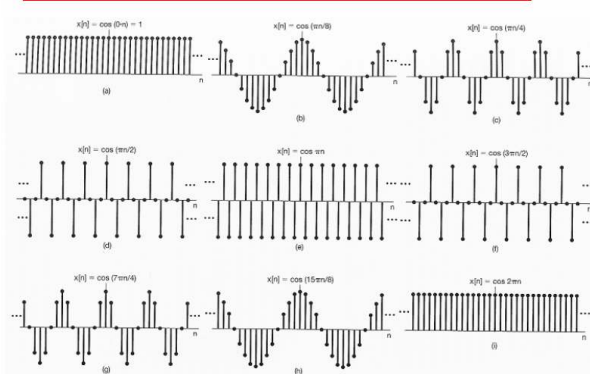 x[n] = cos (0·n) = 1
x[n] = cos (πn/8)
x[n] = cos (πn/4)
n
n
n
(a)
(b)
(c)
x[n] = cos (πn/2)
x[n] = cos πn
x[n] = cos (3πn/2)
n
n
n
(d)
(e)
(f)
x[n] = cos (7πn/4)
x[n] = cos (15πn/8)
x[n] = cos 2πn
n
n
n
(g)
(h)
(i)